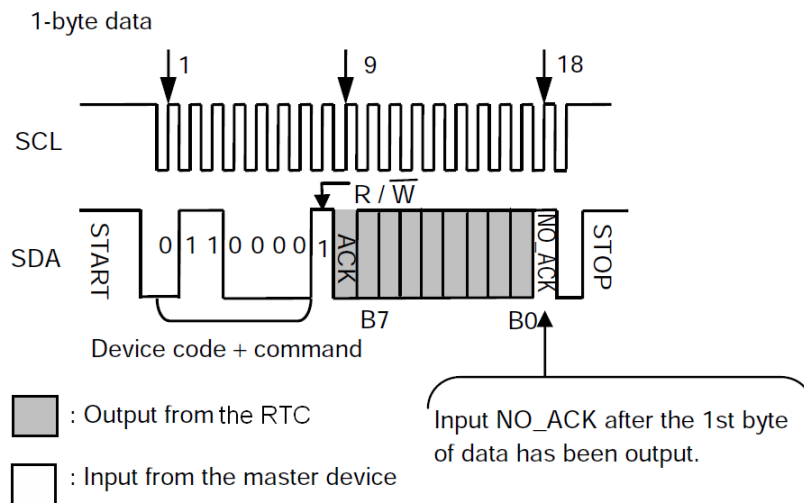 1-byte data
1 9 18
SCL
R / W
SDA START 0 1 1 0 0 0 0 1 ACK NO_ACK STOP
B7 B0
Device code + command
: Output from the RTC
: Input from the master device
Input NO_ACK after the 1st byte
of data has been output.